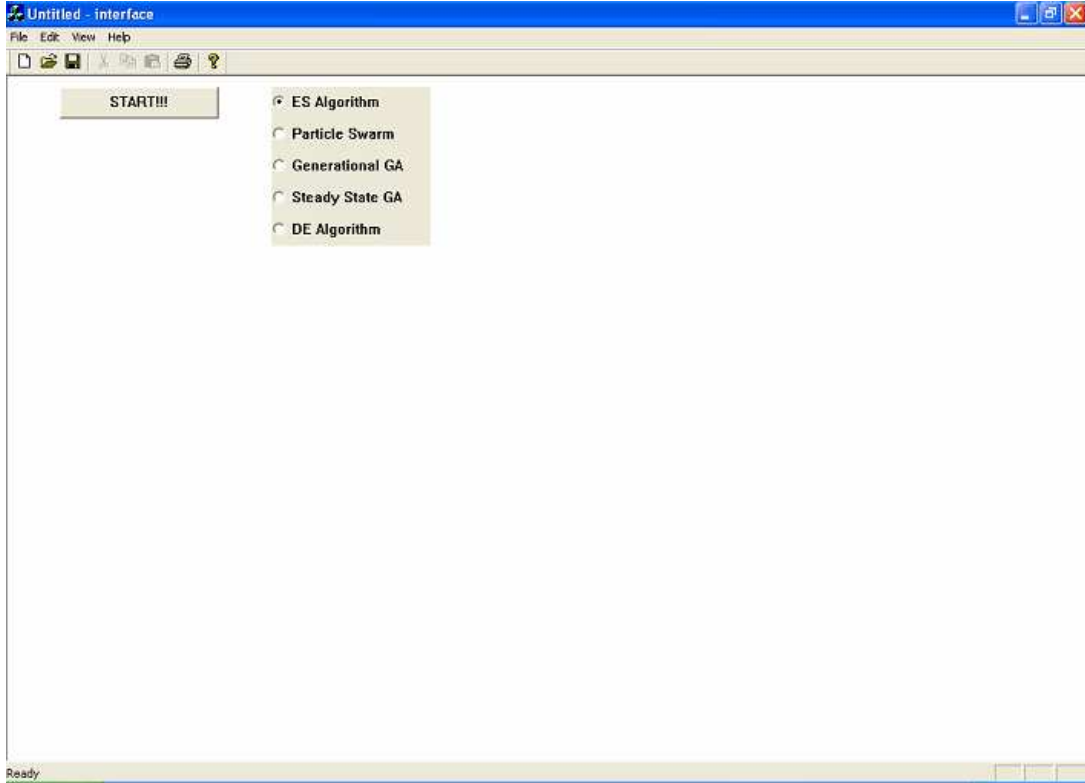 Untitled - interface
File Edit View Help
START!!!
ES Algorithm
Particle Swarm
Generational GA
Steady State GA
DE Algorithm
Ready